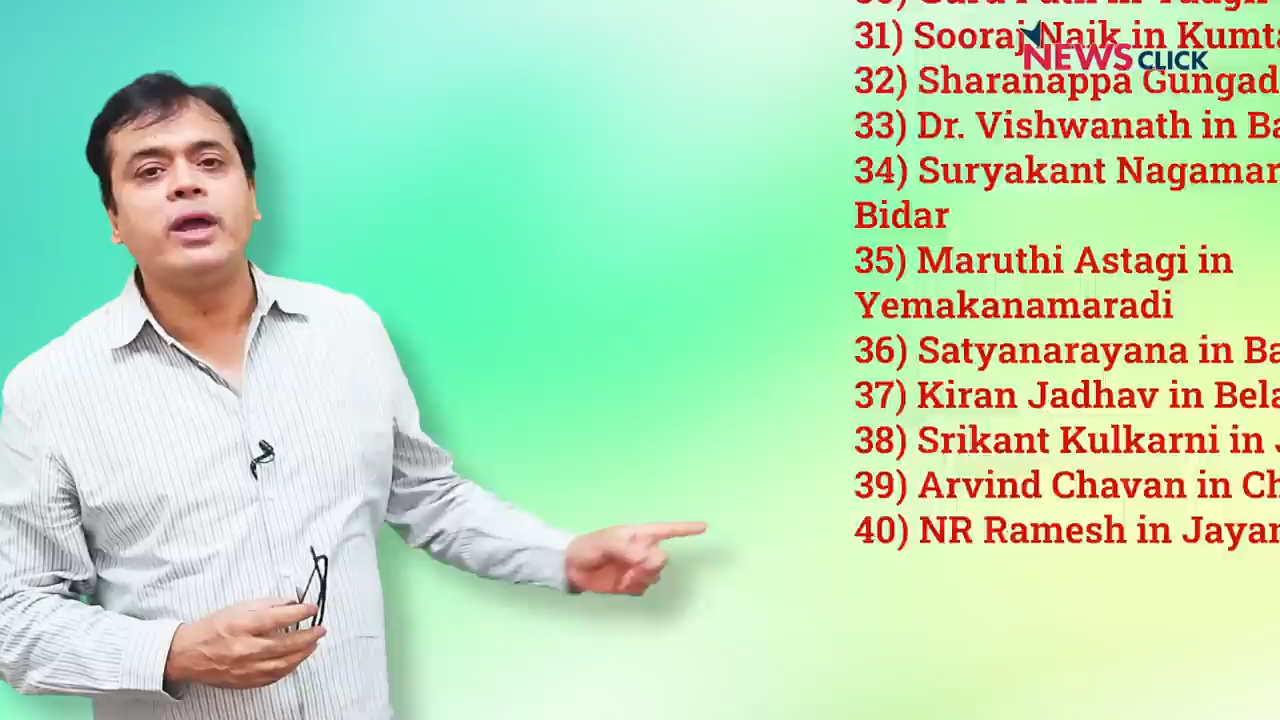 31) Sooraj Naik in Kumta
NEWS CLICK
32) Sharanappa Gungad
33) Dr. Vishwanath in Ba
34) Suryakant Nagamar
Bidar
35) Maruthi Astagi in
Yemakanamaradi
36) Satyanarayana in Ba
37) Kiran Jadhav in Bela
38) Srikant Kulkarni in
39) Arvind Chavan in Ch
40) NR Ramesh in Jayan